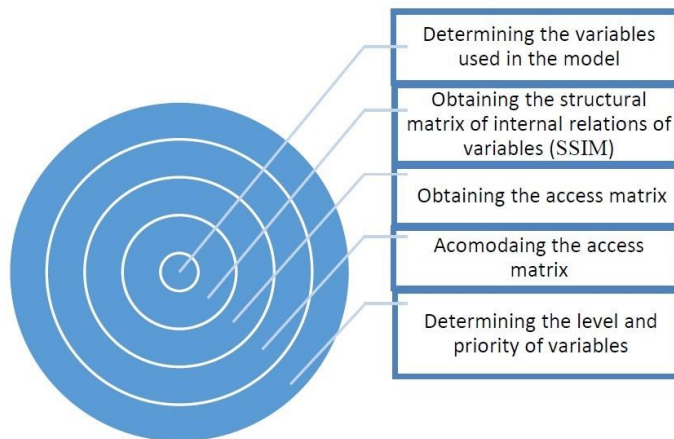 Determining the variables
used in the model
Obtaining the structural
matrix of internal relations of
variables (SSIM)
Obtaining the access matrix
Acomodaing the access
matrix
Determining the level and
priority of variables